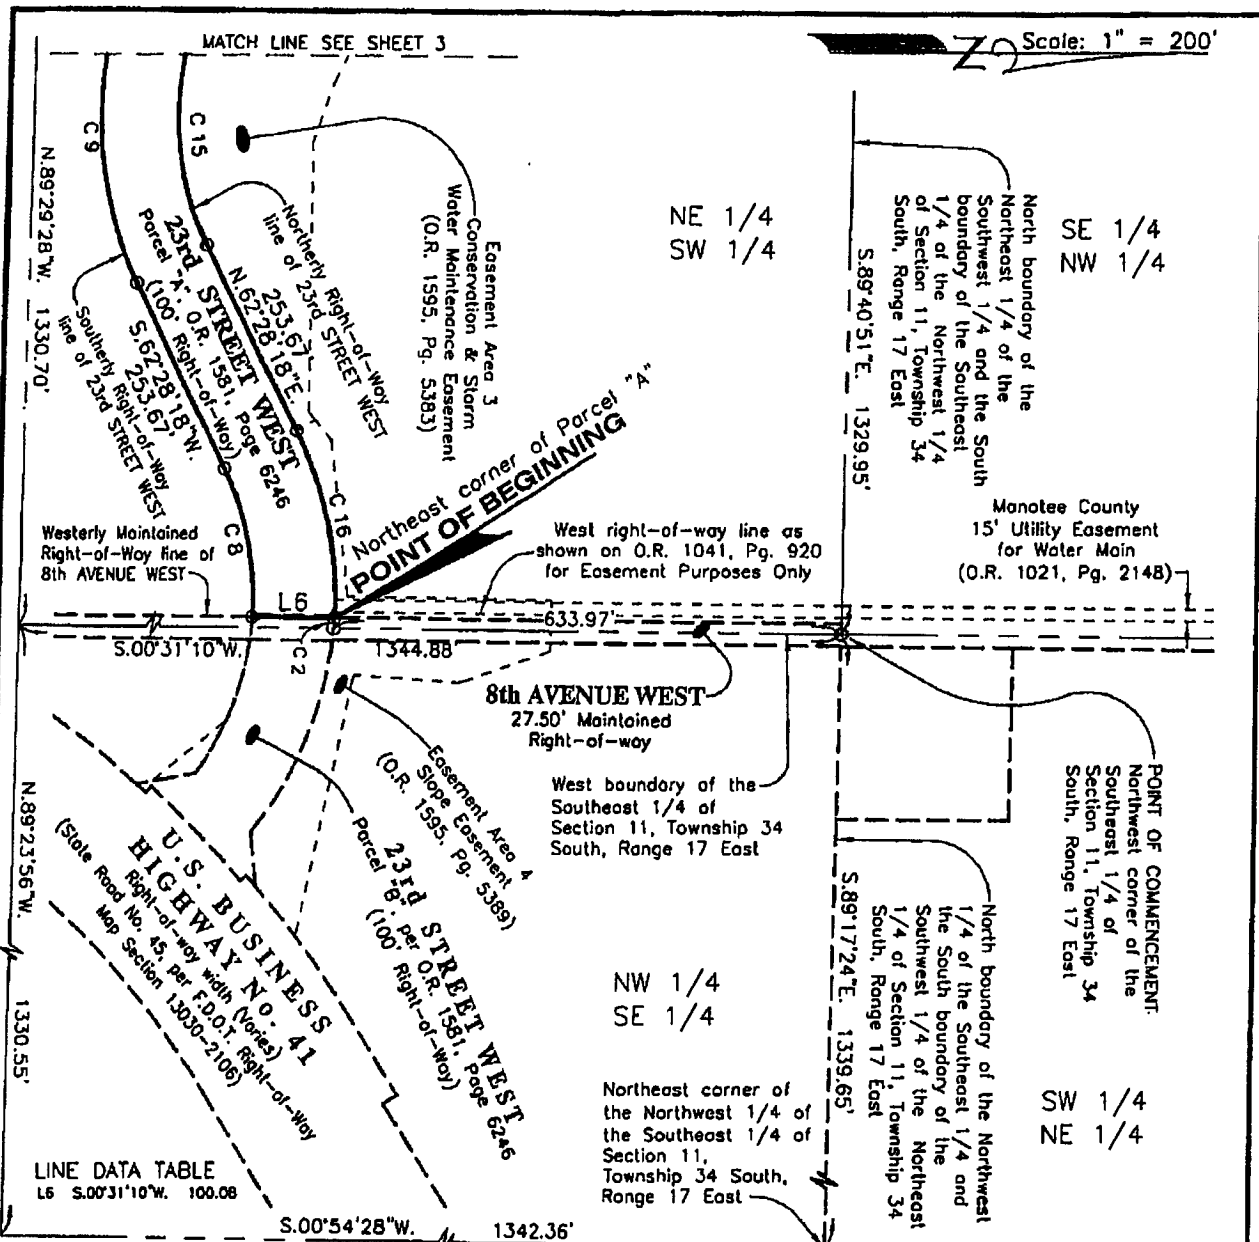 MATCH LINE SEE SHEET 3
Scale: 1" = 200'
C 9
C 15
N.89°29'28"W. 1330.70'
Northerly Right-of-Way
line of 23rd STREET WEST
N.62°28'18"E.
253.67'
23rd STREET WEST
Parcel "A", O.R. 1581, Page 6246
(100' Right-of-Way)
S.62°28'18"W.
253.67'
Southerly Right-of-Way
line of 23rd STREET WEST
Easement Area 3
Conservation & Storm
Water Maintenance Easement
(O.R. 1595, Pg. 5383)
NE 1/4
SW 1/4
S.89°40'51"E. 1329.95'
North boundary of the
Northeast 1/4 of the
Southwest 1/4 and the South
boundary of the Southeast
1/4 of the Northwest 1/4
of Section 11, Township 34
South, Range 17 East
SE 1/4
NW 1/4
Northeast corner of Parcel "A"
POINT OF BEGINNING
C 16
C8
Westerly Maintained
Right-of-Way line of
8th AVENUE WEST
L6
West right-of-way line as
shown on O.R. 1041, Pg. 920
for Easement Purposes Only
Manatee County
15' Utility Easement
for Water Main
(O.R. 1021, Pg. 2148)
633.97'
S.00°31'10"W. 1344.88'
C2
8th AVENUE WEST
27.50' Maintained
Right-of-way
West boundary of the
Southeast 1/4 of
Section 11, Township 34
South, Range 17 East
POINT OF COMMENCEMENT
Northwest corner of the
Southeast 1/4 of
Section 11, Township 34
South, Range 17 East
Easement Area 4
Slope Easement
(O.R. 1595, Pg. 5389)
23rd STREET WEST
Parcel "B", per O.R. 1581, Page 6246
(100' Right-of-Way)
N.89°23'56"W. 1330.55'
U.S. BUSINESS
HIGHWAY NO. 41
Right-of-way width (Varies)
(State Road No. 45, per F.D.O.T. Right-of-Way
Map Section 13030-2106)
NW 1/4
SE 1/4
S.89°17'24"E. 1339.65'
North boundary of the Northwest
1/4 of the Southeast 1/4 and
the South boundary of the
Southwest 1/4 of the Northeast
1/4 of Section 11, Township 34
South, Range 17 East
SW 1/4
NE 1/4
Northeast corner of
the Northwest 1/4 of
the Southeast 1/4 of
Section 11,
Township 34 South,
Range 17 East
LINE DATA TABLE
L6 S.00°31'10"W. 100.08
S.00°54'28"W. 1342.36'